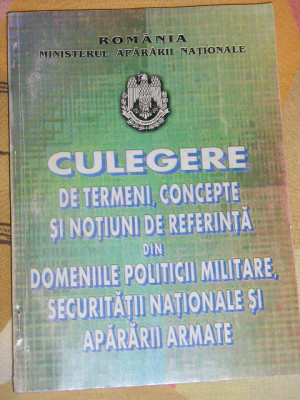 ROMÂNIA
MINISTERUL APĂRĂRII NAȚIONALE
CULEGERE
DE TERMENI, CONCEPTE
ȘI NOȚIUNI DE REFERINȚĂ
DIN
DOMENIILE POLITICII MILITARE,
SECURITĂȚII NAȚIONALE ȘI
APĂRĂRII ARMATE